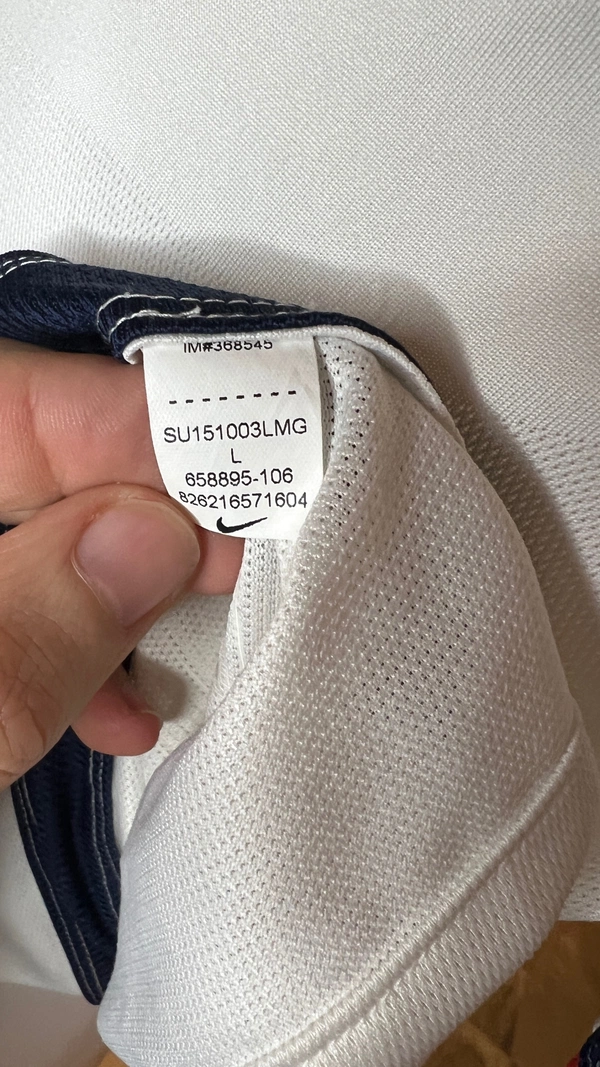 IM#368545
- - - - - - - - -
SU151003LMG
L
658895-106
826216571604